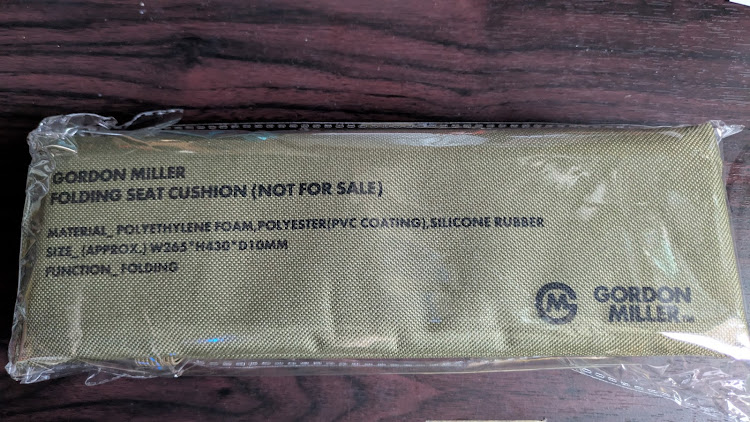 GORDON MILLER
FOLDING SEAT CUSHION (NOT FOR SALE)
MATERIAL_ POLYETHYLENE FOAM,POLYESTER(PVC COATING),SILICONE RUBBER
SIZE_ (APPROX.) W265*H430*D10MM
FUNCTION_ FOLDING
GORDON
MILLER